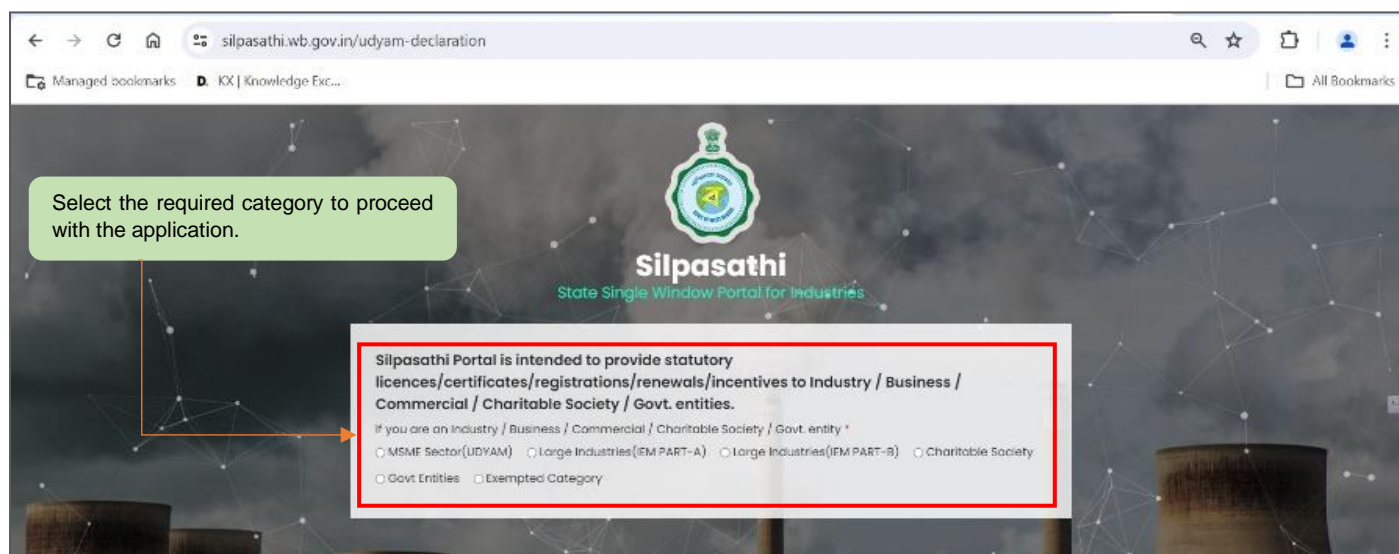 silpasathi.wb.gov.in/udyam-declaration
Managed bookmarks D. KX | Knowledge Exc... All Bookmarks
Select the required category to proceed
with the application.
Silpasathi
State Single Window Portal for Industries
Silpasathi Portal is intended to provide statutory
licences/certificates/registrations/renewals/incentives to Industry / Business /
Commercial / Charitable Society / Govt. entities.
If you are an Industry / Business / Commercial / Charitable Society / Govt. entity *
MSME Sector(UDYAM) Large Industries(IEM PART-A) Large Industries(IEM PART-B) Charitable Society
Govt Entities Exempted Category